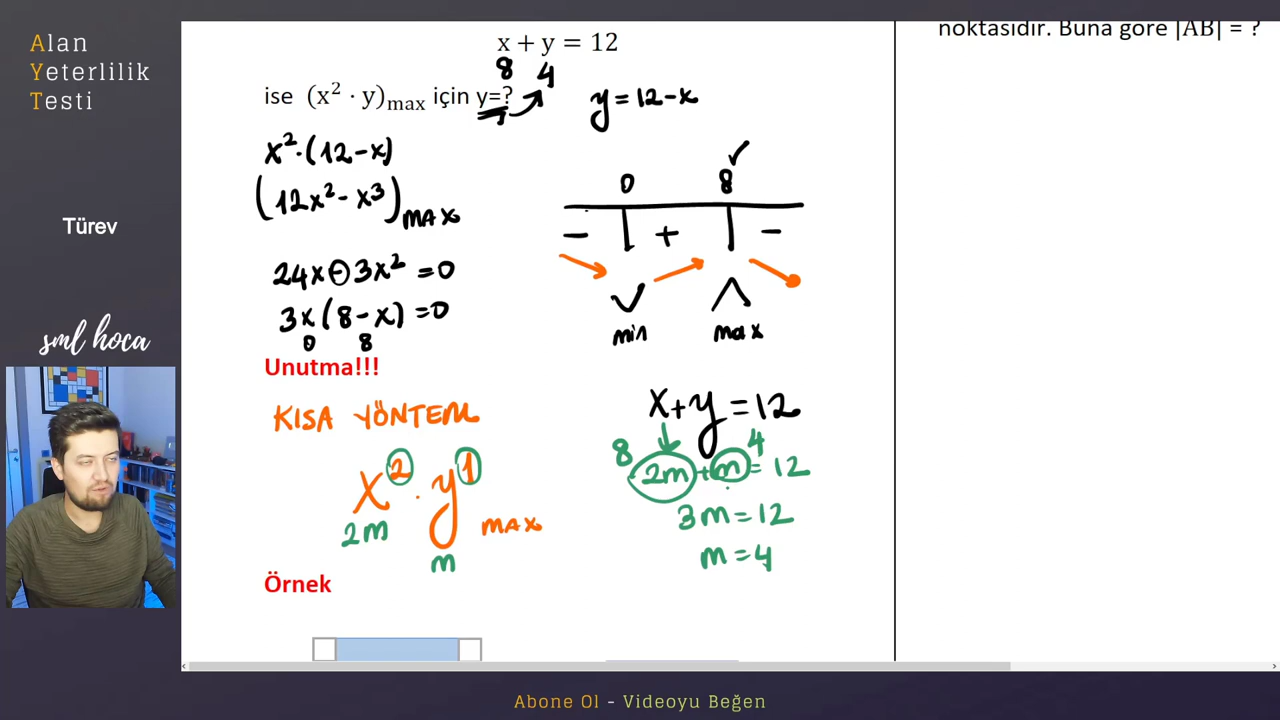 Alan
Yeterlilik
Testi
Türev
sml hoca
x + y = 12
8 4
ise (x² · y)max için y=?
y = 12 - x
x² · (12 - x)
(12x² - x³) MAX
24x - 3x² = 0
3x (8 - x) = 0
0 8
0 8 ✓
- + -
min max
Unutma!!!
KISA YÖNTEM
x² · y¹ MAX
2m m
x + y = 12
8 4
2m + m = 12
3m = 12
m = 4
Örnek
noktasıdır. Buna göre |AB| = ?
Abone Ol - Videoyu Beğen